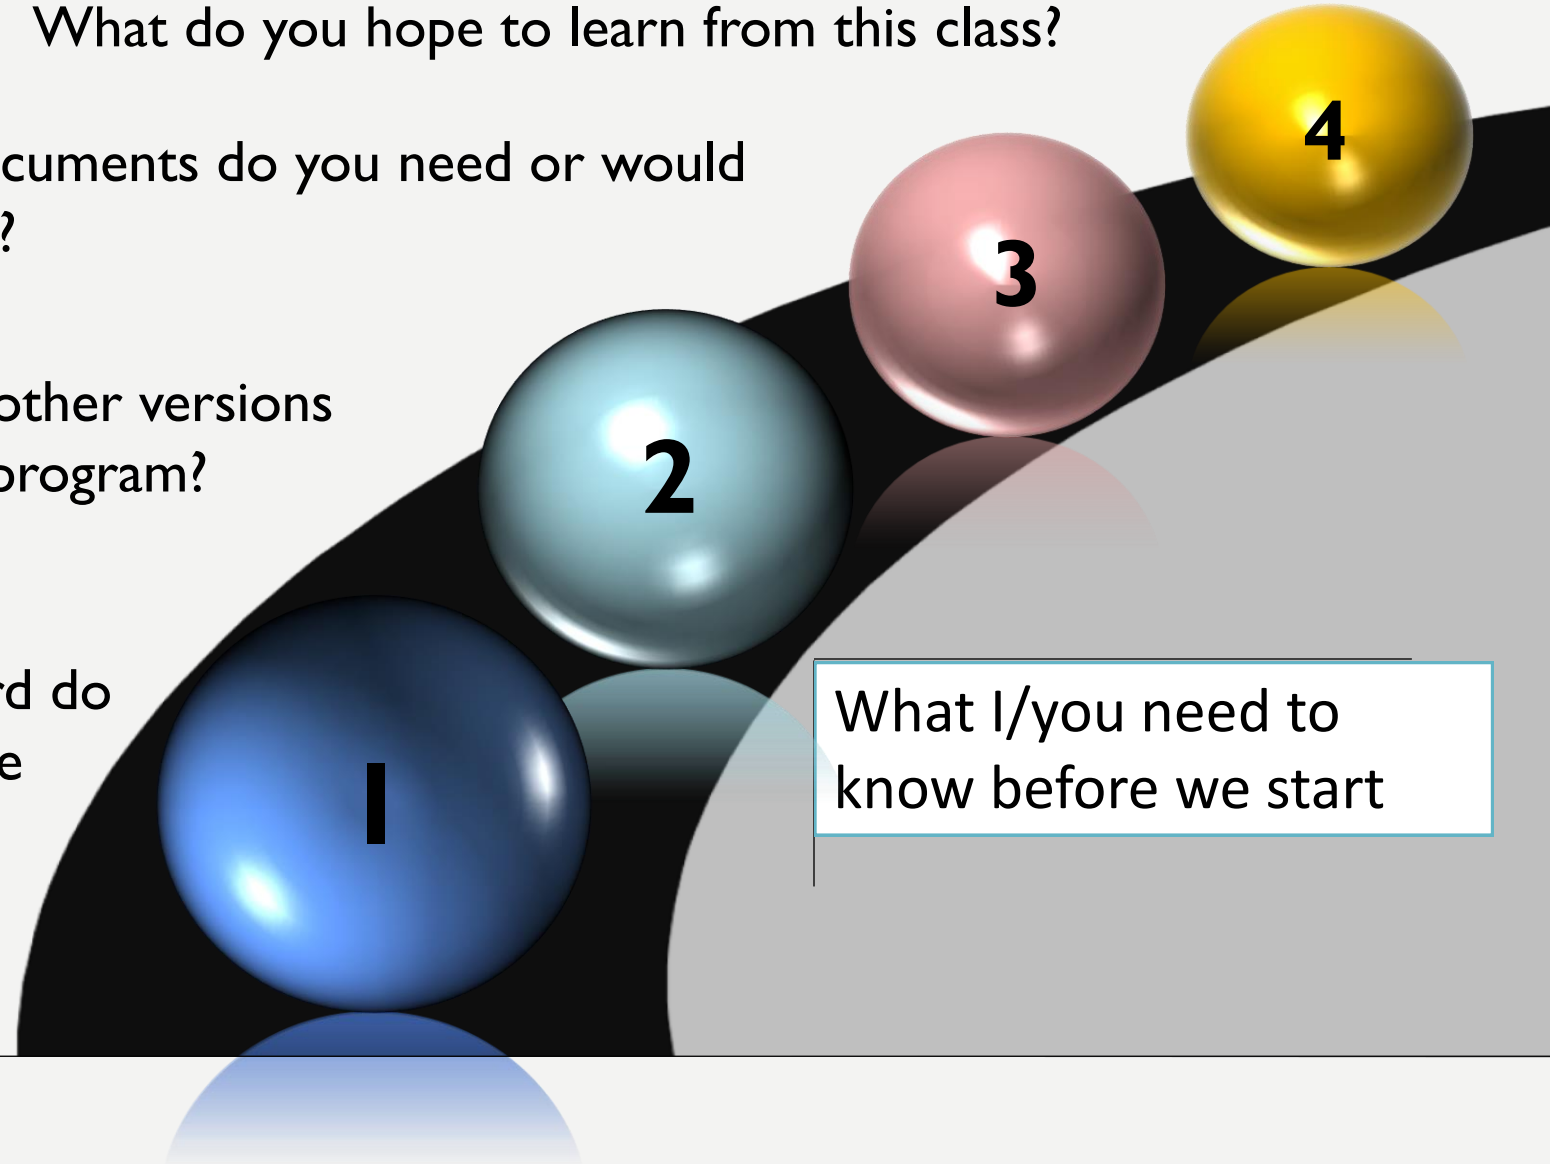 What do you hope to learn from this class?
4
cuments do you need or would
?
3
other versions
program?
2
rd do
e
1
What I/you need to
know before we start